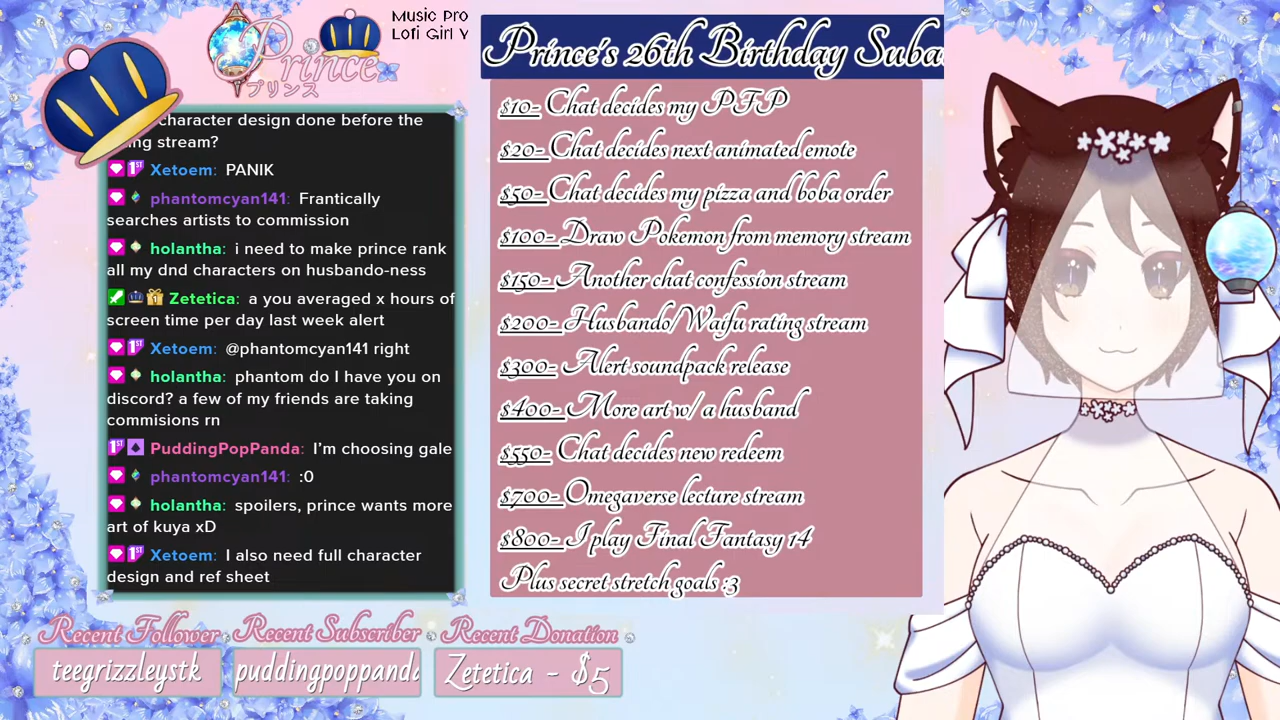 Prince
プリンス
Music Pro
Lofi Girl Y
character design done before the
ng stream?
Xetoem: PANIK
phantomcyan141: Frantically
searches artists to commission
holantha: i need to make prince rank
all my dnd characters on husbando-ness
Zetetica: a you averaged x hours of
screen time per day last week alert
Xetoem: @phantomcyan141 right
holantha: phantom do I have you on
discord? a few of my friends are taking
commisions rn
PuddingPopPanda: I'm choosing gale
phantomcyan141: :0
holantha: spoilers, prince wants more
art of kuya xD
Xetoem: I also need full character
design and ref sheet
Prince's 26th Birthday Suba
$10- Chat decides my PFP
$20- Chat decides next animated emote
$50- Chat decides my pizza and boba order
$100- Draw Pokemon from memory stream
$150- Another chat confession stream
$200- Husbando/Waifu rating stream
$300- Alert soundpack release
$400- More art w/ a husband
$550- Chat decides new redeem
$700- Omegaverse lecture stream
$800- I play Final Fantasy 14
Plus secret stretch goals :3
Recent Follower
teegrizzleystk
Recent Subscriber
puddingpoppanda
Recent Donation
Zetetica - $5